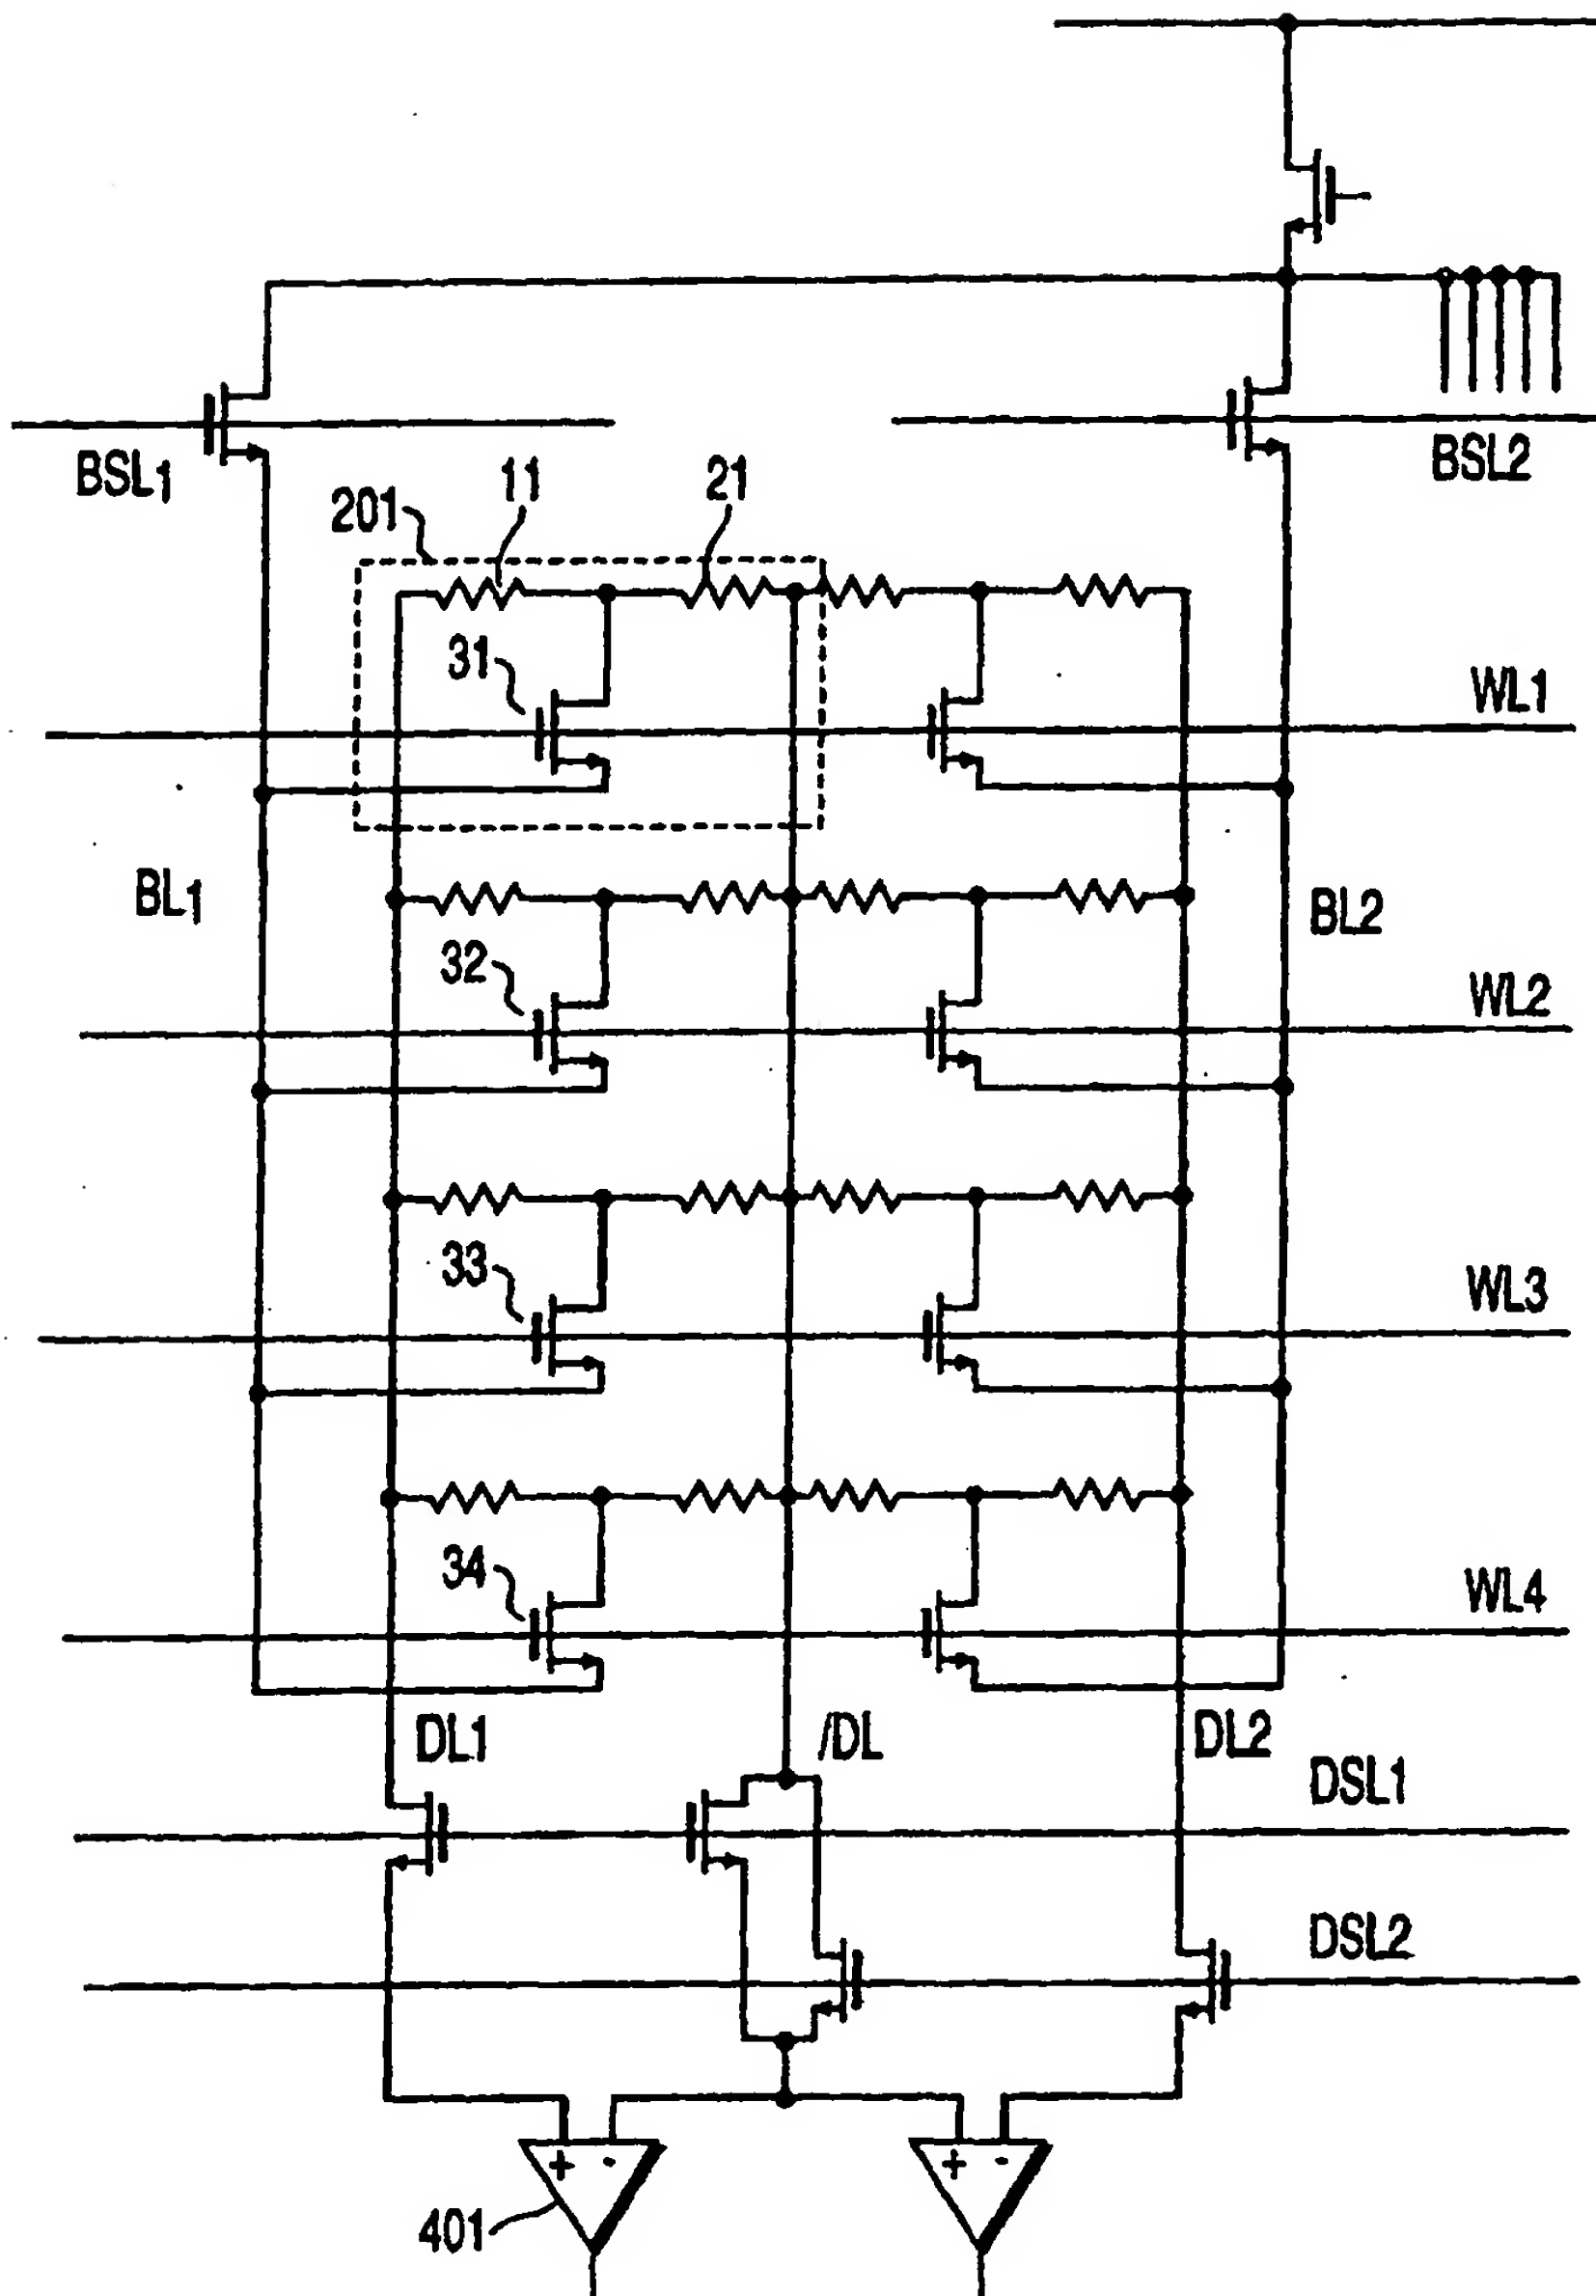 BSL1
BSL2
201
11
21
31
WL1
BL1
BL2
32
WL2
33
WL3
34
WL4
DL1
/DL
DL2
DSL1
DSL2
+ -
+ -
401